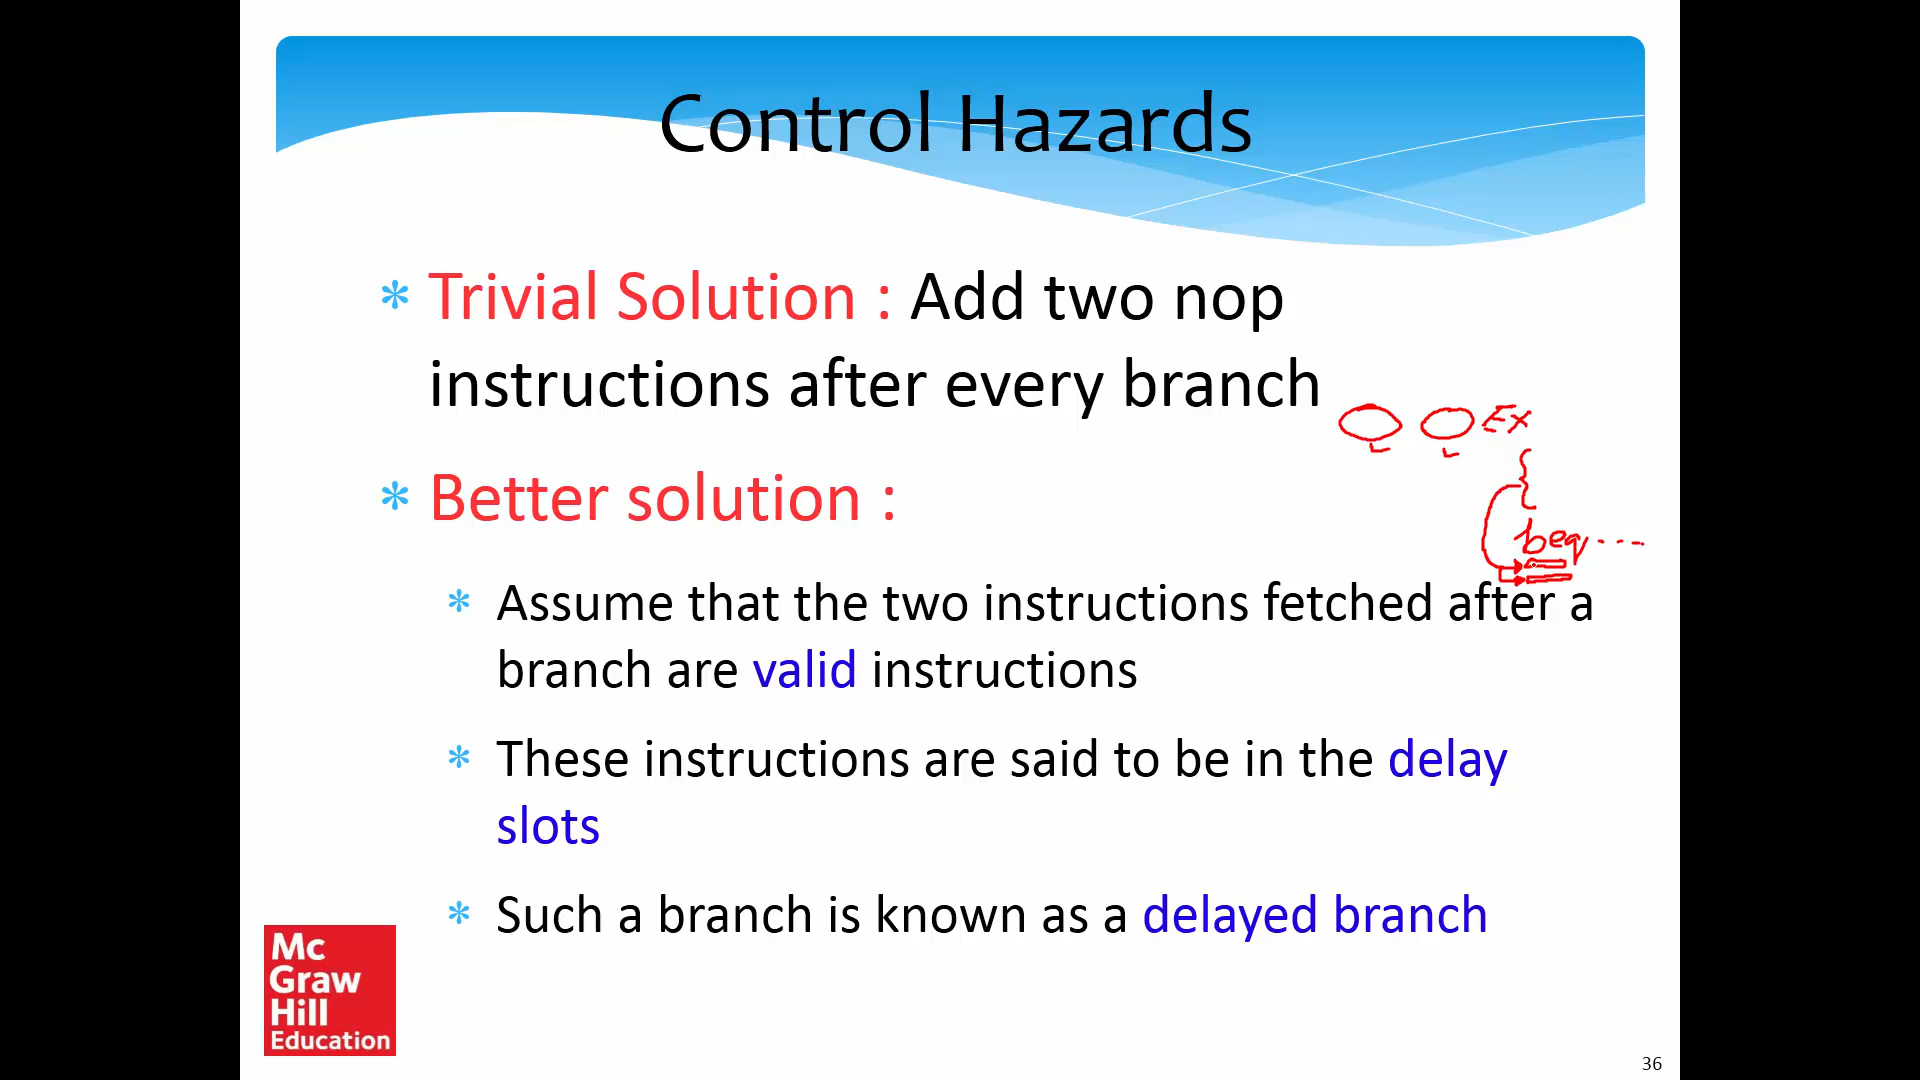 Control Hazards
* Trivial Solution : Add two nop
instructions after every branch
Ex
* Better solution :
beq ....
* Assume that the two instructions fetched after a
branch are valid instructions
* These instructions are said to be in the delay
slots
* Such a branch is known as a delayed branch
Mc
Graw
Hill
Education
36